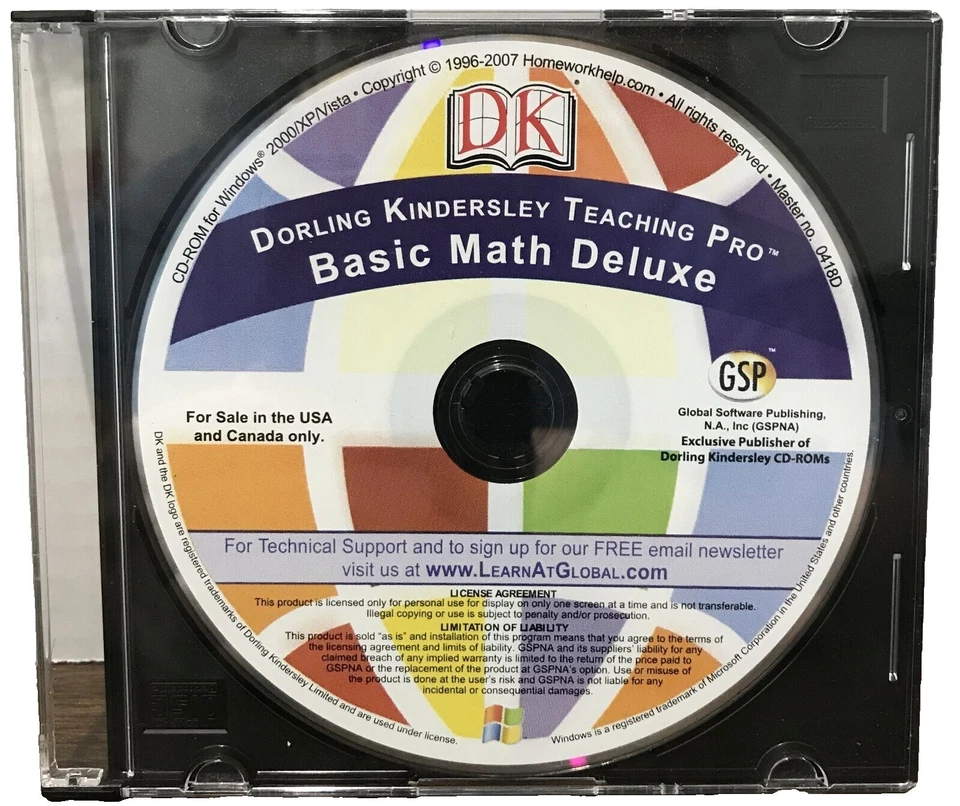 CD-ROM for Windows® 2000/XP/Vista • Copyright © 1996-2007 Homeworkhelp.com • All rights reserved • Master no. 0418D
DK
DORLING KINDERSLEY TEACHING PRO™
Basic Math Deluxe
GSP™
For Sale in the USA
and Canada only.
Global Software Publishing,
N.A., Inc (GSPNA)
Exclusive Publisher of
Dorling Kindersley CD-ROMs
For Technical Support and to sign up for our FREE email newsletter
visit us at www.LEARNATGLOBAL.com
LICENSE AGREEMENT
This product is licensed only for personal use for display on only one screen at a time and is not transferable.
Illegal copying or use is subject to penalty and/or prosecution.
LIMITATION OF LIABILITY
This product is sold "as is" and installation of this program means that you agree to the terms of
the licensing agreement and limits of liability. GSPNA and its suppliers' liability for any
claimed breach of any implied warranty is limited to the return of the price paid to
GSPNA or the replacement of the product at GSPNA's option. Use or misuse of
the product is done at the user's risk and GSPNA is not liable for any
incidental or consequential damages.
DK and the DK logo are registered trademarks of Dorling Kindersley Limited and are used under license.
Windows is a registered trademark of Microsoft Corporation in the United States and other countries.